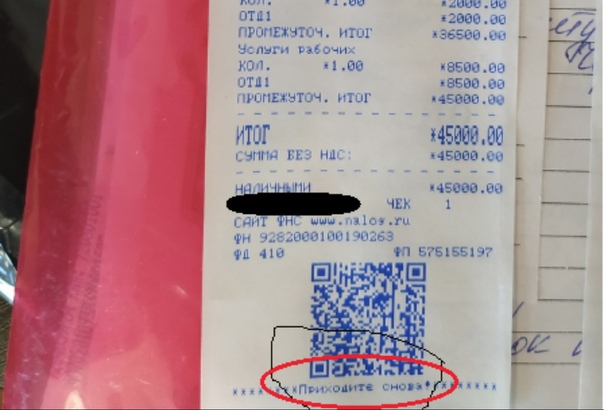 КОЛ. *1.00 *2000.00
ОТД1 *2000.00
ПРОМЕЖУТОЧ. ИТОГ *36500.00
Услуги рабочих
КОЛ. *1.00 *8500.00
ОТД1 *8500.00
ПРОМЕЖУТОЧ. ИТОГ *45000.00
ИТОГ *45000.00
СУММА БЕЗ НДС: *45000.00
НАЛИЧНЫМИ *45000.00
ЧЕК 1
САЙТ ФНС www.nalog.ru
ФН 9282000100190263
ФД 410 ФП 575155197
*******Приходите снова*******